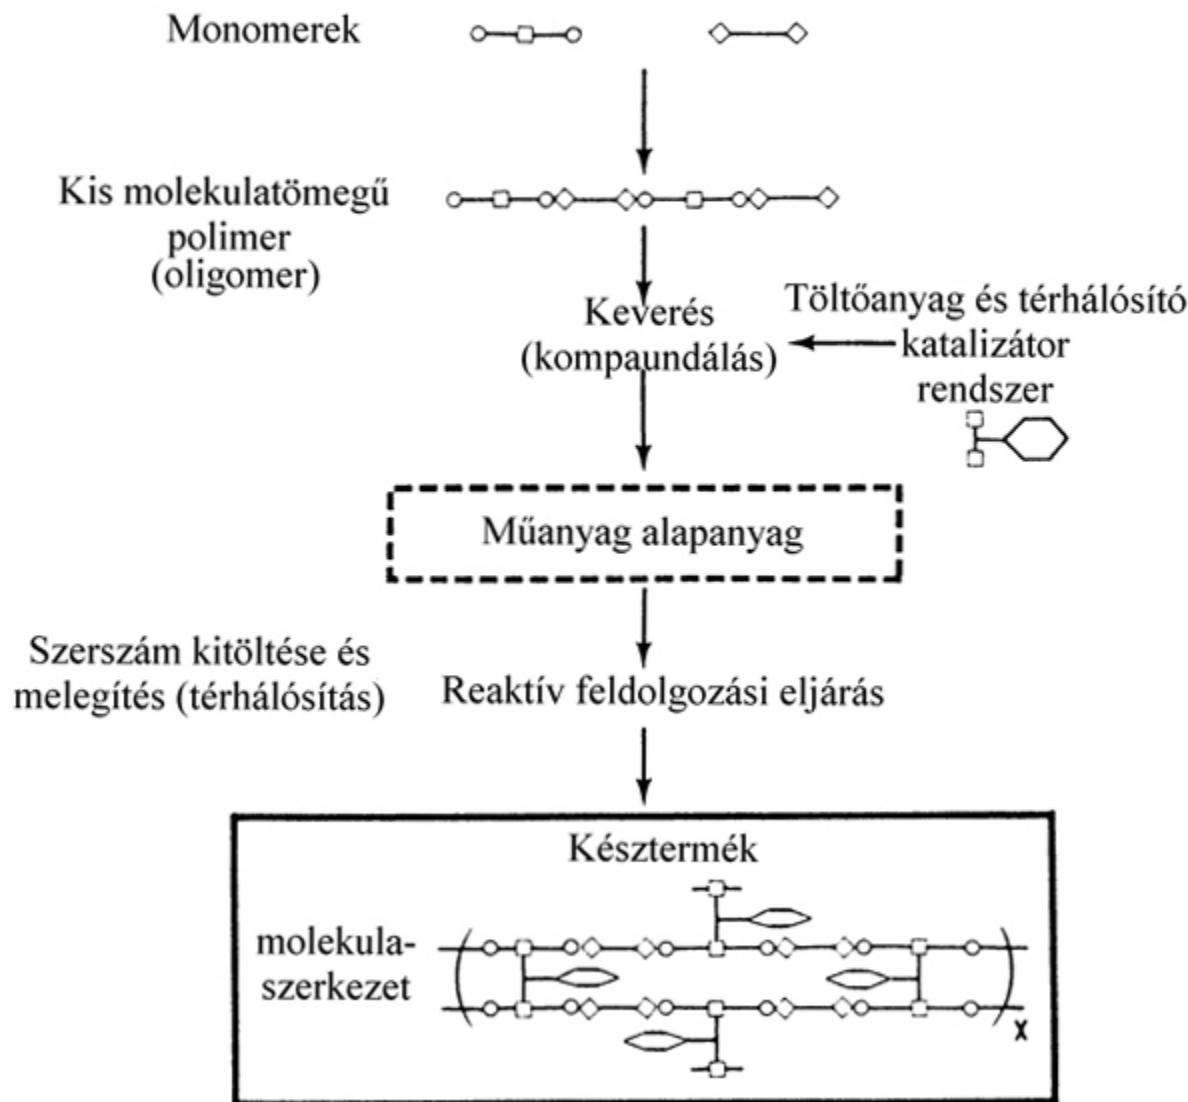 Monomerek
Kis molekulatömegű
polimer
(oligomer)
Keverés
(kompaundálás)
Töltőanyag és térhálósító
katalizátor
rendszer
Műanyag alapanyag
Szerszám kitöltése és
melegítés (térhálósítás)
Reaktív feldolgozási eljárás
Késztermék
molekula-
szerkezet
x